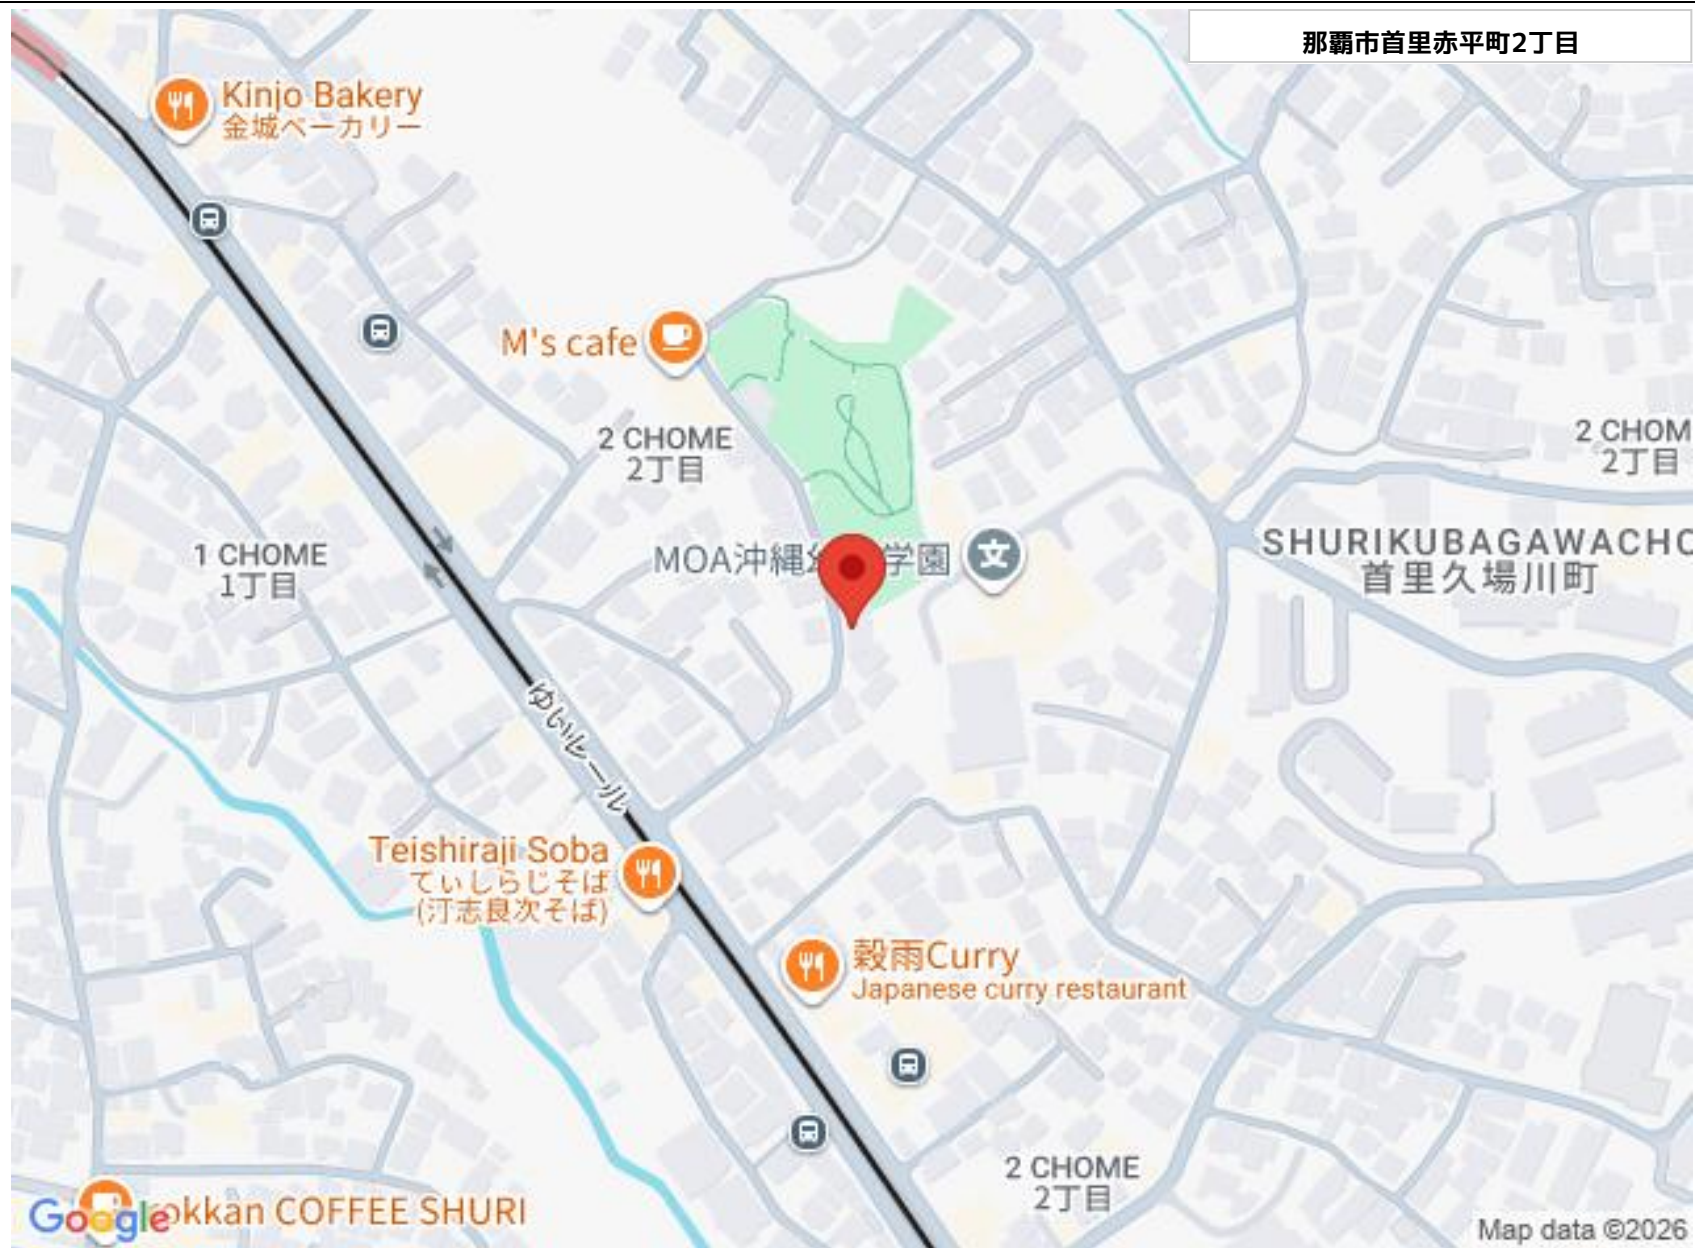 那覇市首里赤平町2丁目
Kinjo Bakery
金城ベーカリー
M's cafe
2 CHOME
2丁目
2 CHOM
2丁目
1 CHOME
1丁目
MOA沖縄
学園
文
SHURIKUBAGAWACHO
首里久場川町
ゆいレール
Teishiraji Soba
てぃしらじそば
(汀志良次そば)
穀雨Curry
Japanese curry restaurant
2 CHOME
2丁目
Google
okkan COFFEE SHURI
Map data ©2026